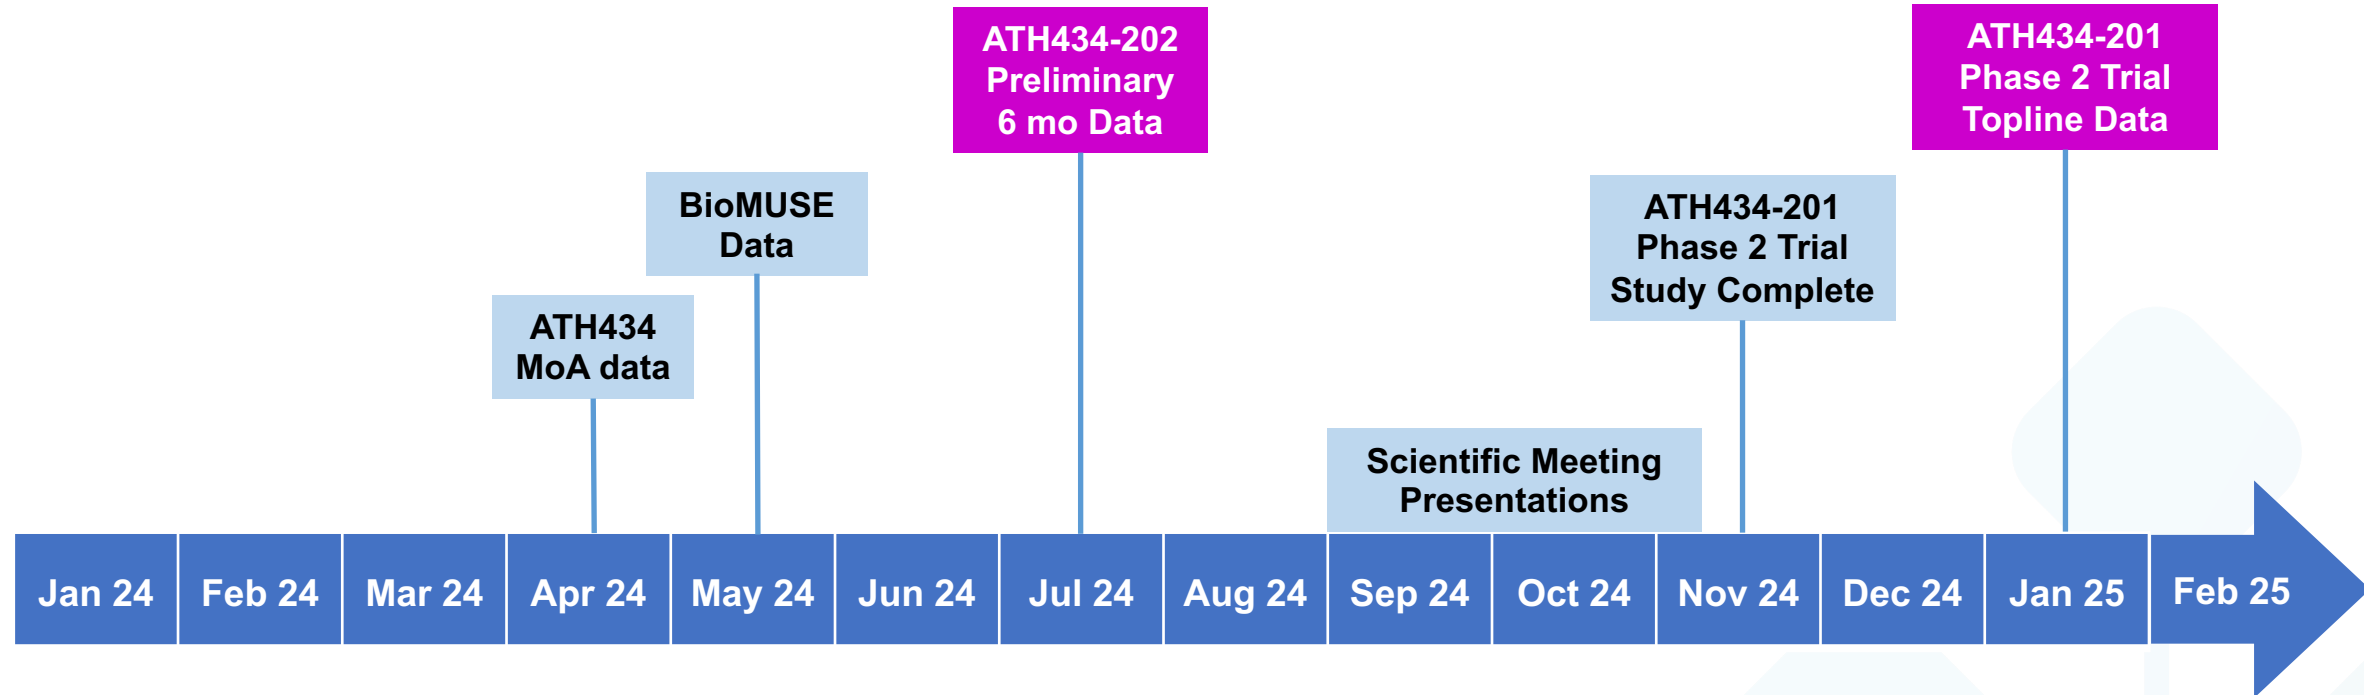 ATH434-202
Preliminary
6 mo Data
ATH434-201
Phase 2 Trial
Topline Data
BioMUSE
Data
ATH434-201
Phase 2 Trial
Study Complete
ATH434
MoA data
Scientific Meeting
Presentations
Jan 24
Feb 24
Mar 24
Apr 24
May 24
Jun 24
Jul 24
Aug 24
Sep 24
Oct 24
Nov 24
Dec 24
Jan 25
Feb 25